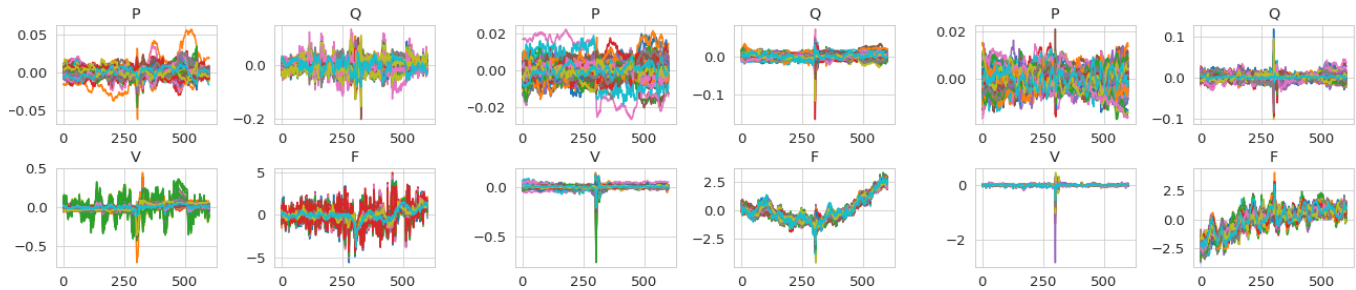 P Q P Q P Q
0.05 0.00 −0.05 0 250 500
0.0 −0.2 0 250 500
0.02 0.00 −0.02 0 250 500
0.0 −0.1 0 250 500
0.02 0.00 0 250 500
0.1 0.0 −0.1 0 250 500
V F V F V F
0.5 0.0 −0.5 0 250 500
5 0 −5 0 250 500
0.0 −0.5 0 250 500
2.5 0.0 −2.5 0 250 500
0 −2 0 250 500
2.5 0.0 −2.5 0 250 500